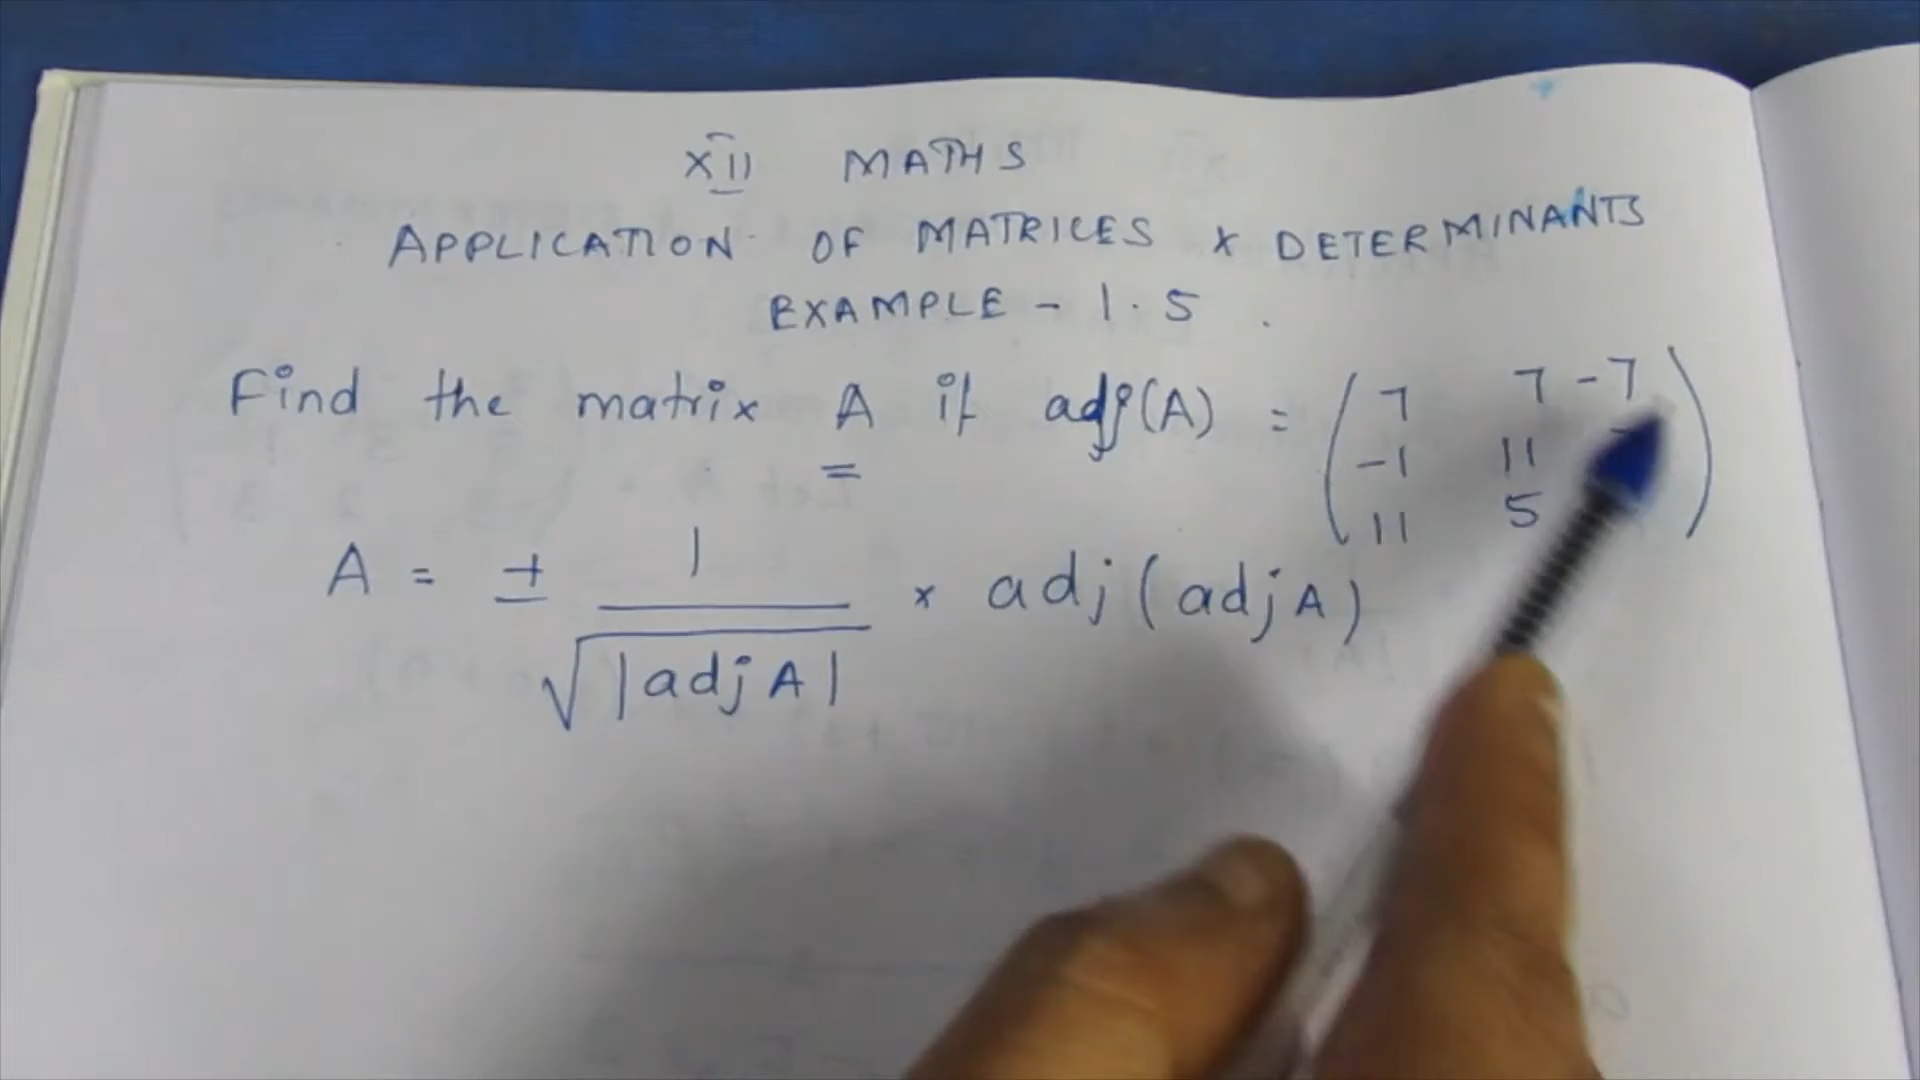 XII MATHS
APPLICATION OF MATRICES & DETERMINANTS
EXAMPLE - 1.5
Find the matrix A if adj(A) = ( 7 7 -7
-1 11
11 5 )
A = ± 1 / √|adj A| × adj (adj A)